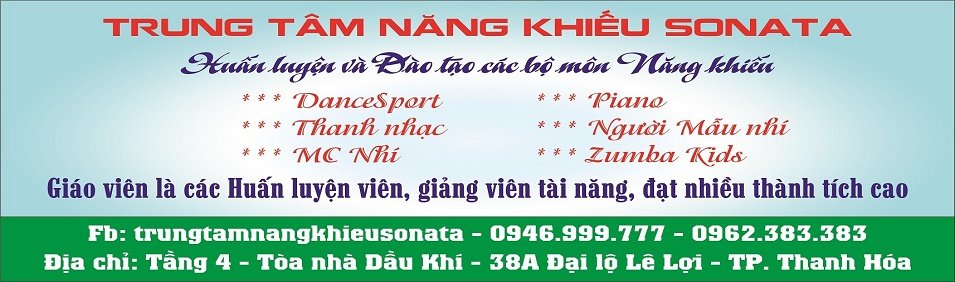 TRUNG TÂM NĂNG KHIẾU SONATA
Huấn luyện và Đào tạo các bộ môn Năng khiếu
*** DanceSport *** Piano
*** Thanh nhạc *** Người Mẫu nhí
*** MC Nhí *** Zumba Kids
Giáo viên là các Huấn luyện viên, giảng viên tài năng, đạt nhiều thành tích cao
Fb: trungtamnangkhieusonata - 0946.999.777 - 0962.383.383
Địa chỉ: Tầng 4 - Tòa nhà Dầu Khí - 38A Đại lộ Lê Lợi - TP. Thanh Hóa